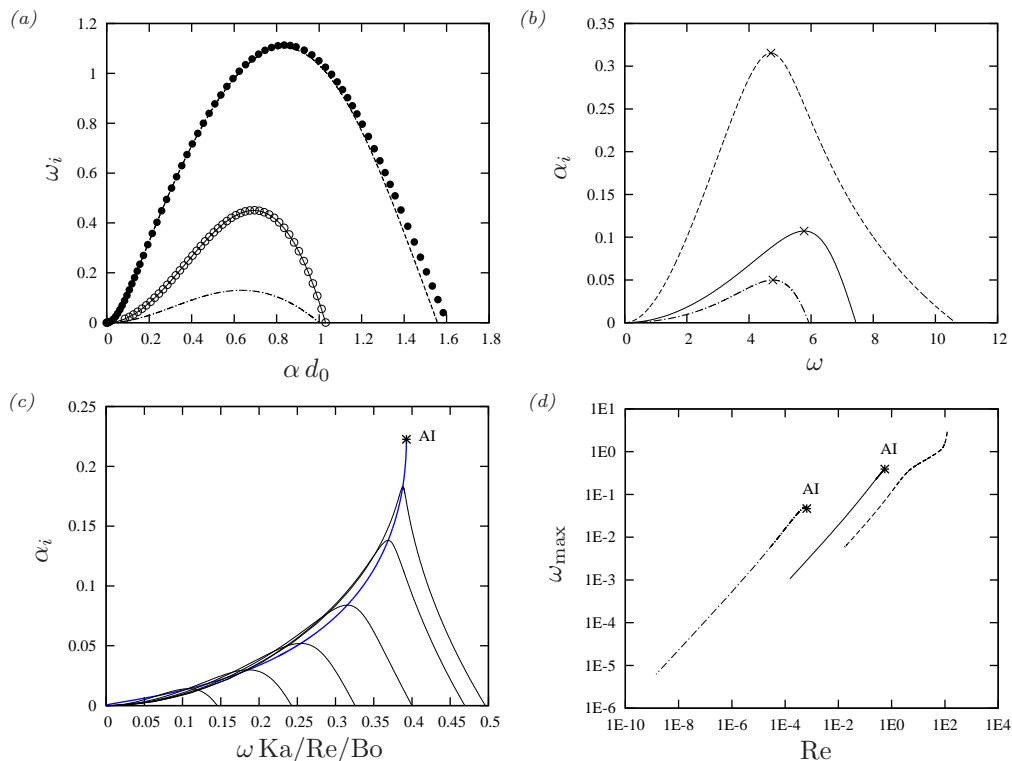 (a)
1.2
1
0.8
0.6
0.4
0.2
0
ω_i
0 0.2 0.4 0.6 0.8 1 1.2 1.4 1.6 1.8
α d_0
(b)
0.35
0.3
0.25
0.2
0.15
0.1
0.05
0
α_i
0 2 4 6 8 10 12
ω
(c)
0.25
0.2
0.15
0.1
0.05
0
α_i
AI
0 0.05 0.1 0.15 0.2 0.25 0.3 0.35 0.4 0.45 0.5
ω Ka/Re/Bo
(d)
1E1
1E0
1E-1
1E-2
1E-3
1E-4
1E-5
1E-6
ω_max
AI
AI
1E-10 1E-8 1E-6 1E-4 1E-2 1E0 1E2 1E4
Re